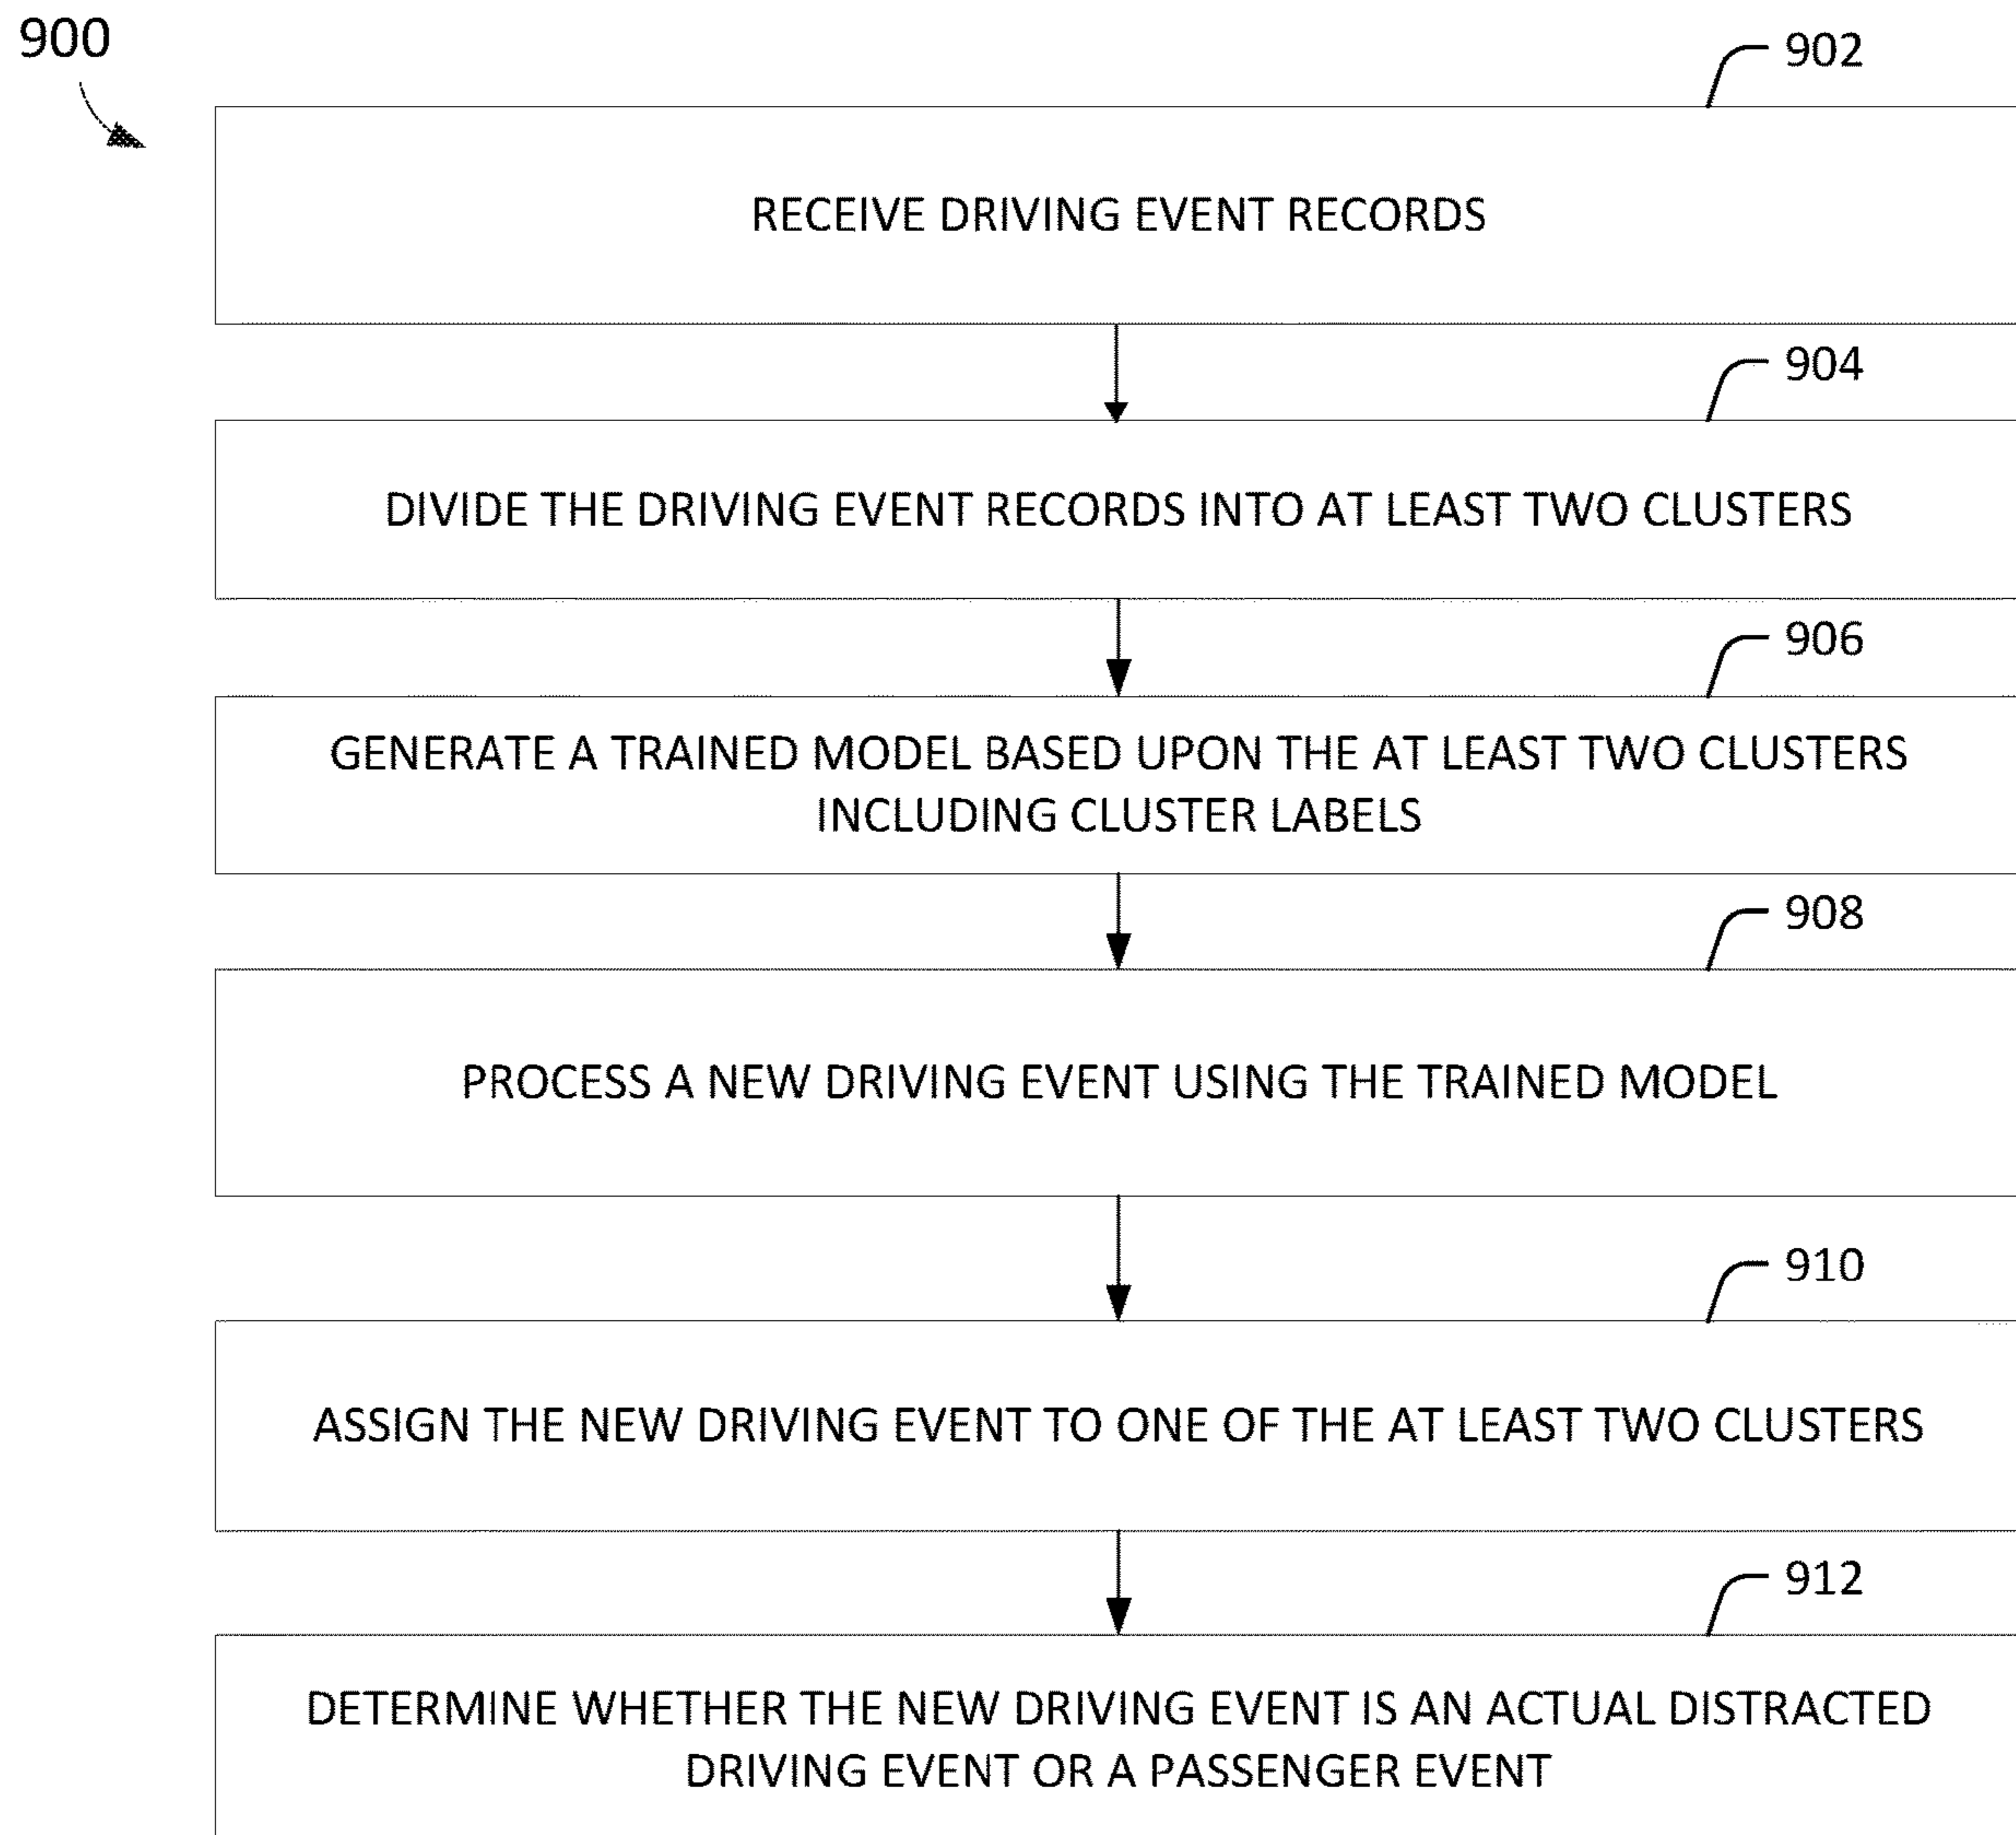 900
902
RECEIVE DRIVING EVENT RECORDS
904
DIVIDE THE DRIVING EVENT RECORDS INTO AT LEAST TWO CLUSTERS
906
GENERATE A TRAINED MODEL BASED UPON THE AT LEAST TWO CLUSTERS
INCLUDING CLUSTER LABELS
908
PROCESS A NEW DRIVING EVENT USING THE TRAINED MODEL
910
ASSIGN THE NEW DRIVING EVENT TO ONE OF THE AT LEAST TWO CLUSTERS
912
DETERMINE WHETHER THE NEW DRIVING EVENT IS AN ACTUAL DISTRACTED
DRIVING EVENT OR A PASSENGER EVENT